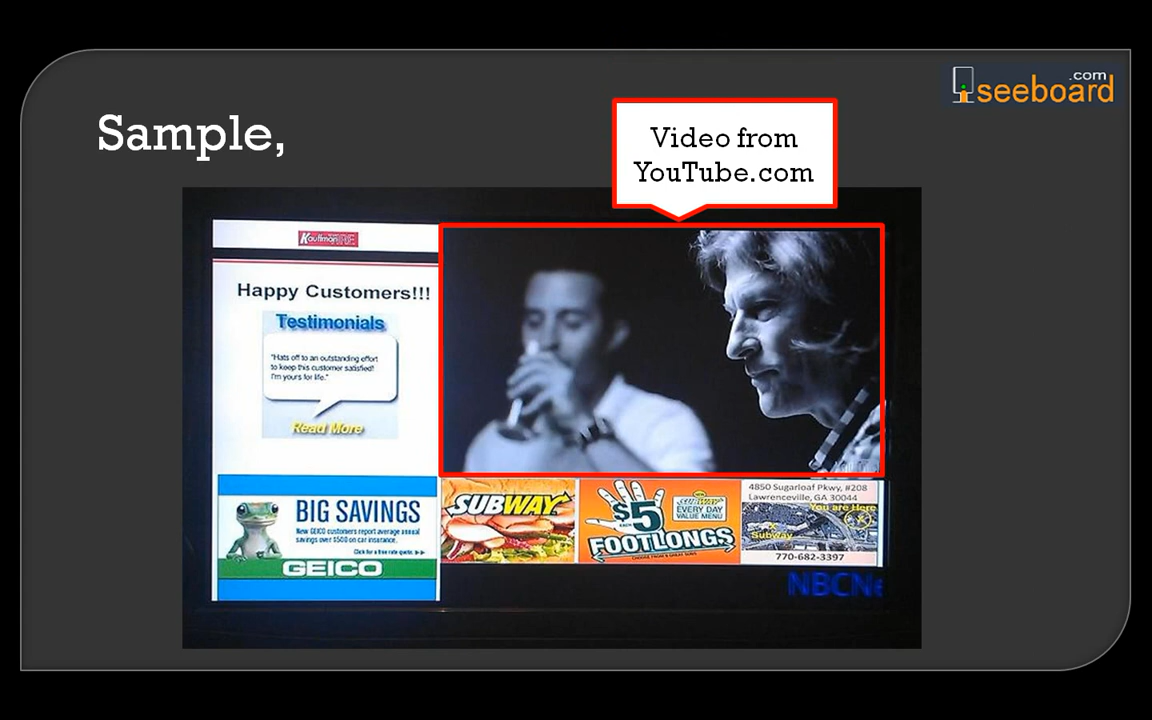 .com
seeboard
Sample,
Video from
YouTube.com
Kauffman
Happy Customers!!!
Testimonials
"Hats off to an outstanding effort
to keep this customer satisfied!
I'm yours for life."
Read More
BIG SAVINGS
New GEICO customers report average annual
savings over $500 on car insurance.
Click for a free rate quote.
GEICO
SUBWAY
$5
EACH
FOOTLONGS
SUBWAY
EVERY DAY
VALUE MENU
4850 Sugarloaf Pkwy, #208
Lawrenceville, GA 30044
You are Here
Subway
770-682-3397
NBCNe